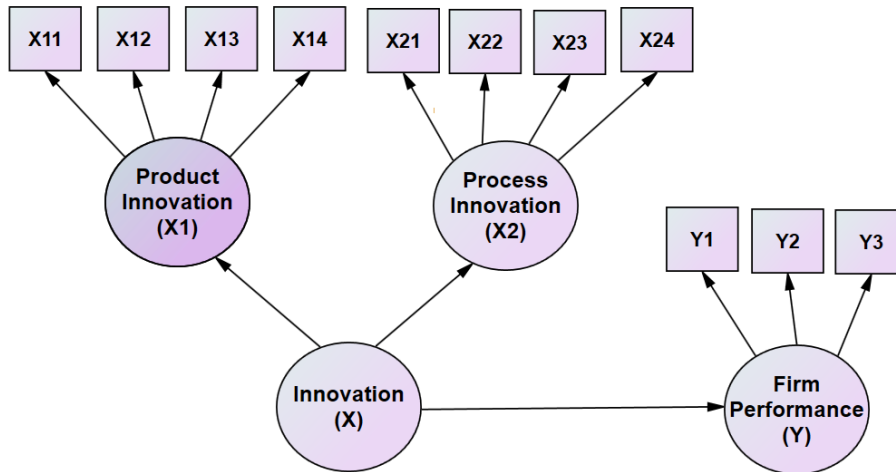 X11 X12 X13 X14 X21 X22 X23 X24
Product
Innovation
(X1)
Process
Innovation
(X2)
Y1 Y2 Y3
Innovation
(X)
Firm
Performance
(Y)